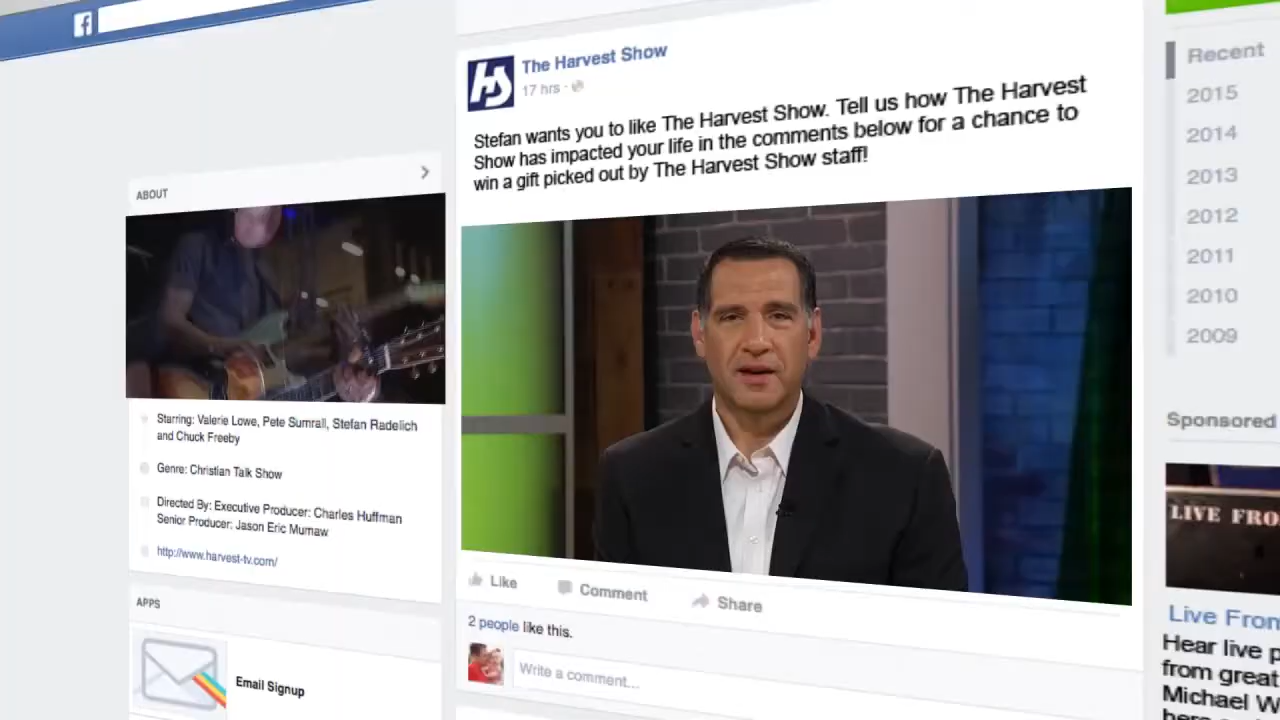 The Harvest Show
17 hrs ·
Stefan wants you to like The Harvest Show. Tell us how The Harvest
Show has impacted your life in the comments below for a chance to
win a gift picked out by The Harvest Show staff!
ABOUT
Starring: Valerie Lowe, Pete Sumrall, Stefan Radelich
and Chuck Freeby
Genre: Christian Talk Show
Directed By: Executive Producer: Charles Huffman
Senior Producer: Jason Eric Mumaw
http://www.harvest-tv.com/
APPS
Email Signup
Like Comment Share
2 people like this.
Write a comment...
Recent
2015
2014
2013
2012
2011
2010
2009
Sponsored
LIVE FRO
Live From
Hear live p
from great
Michael W